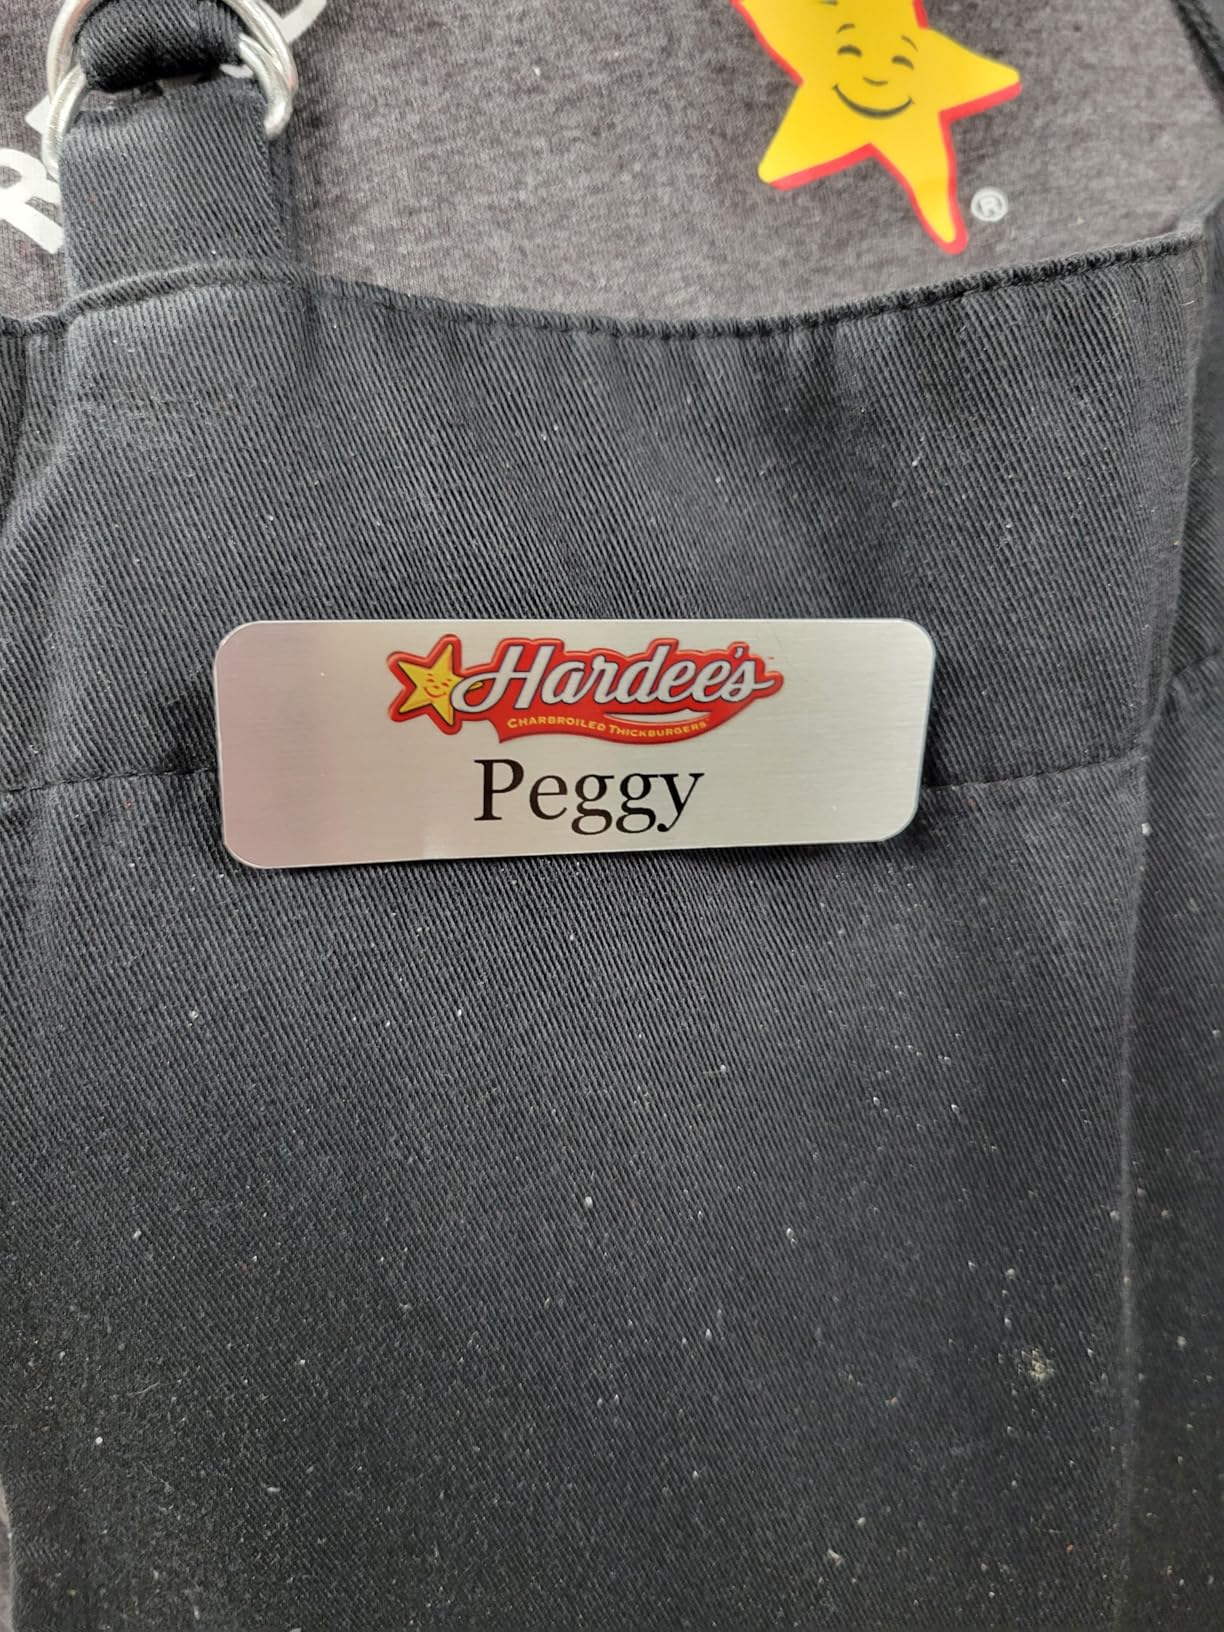 ®
Hardee's
CHARBROILED THICKBURGERS
Peggy